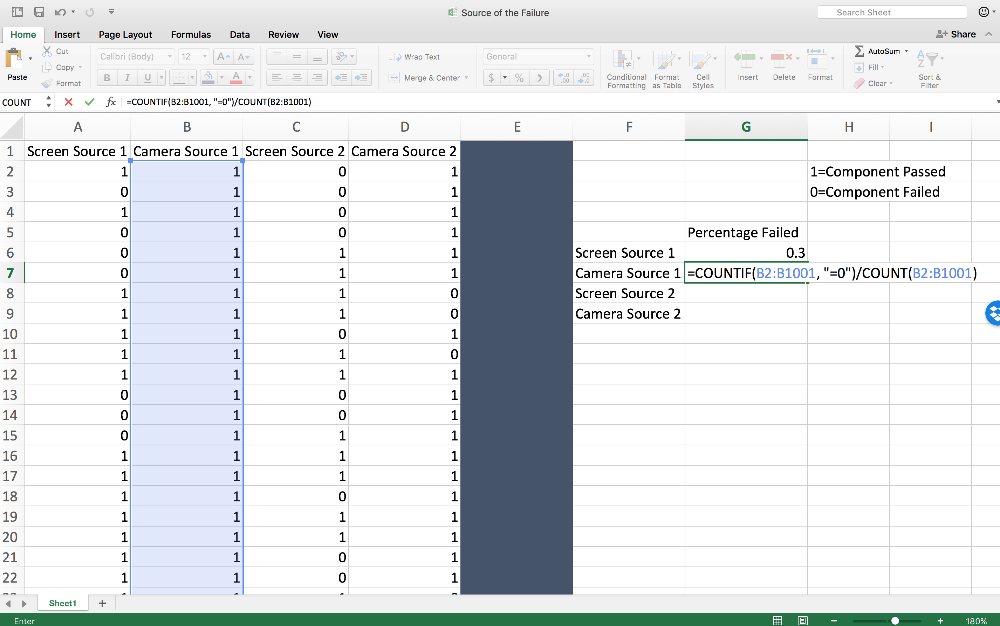 Source of the Failure
Search Sheet
Home Insert Page Layout Formulas Data Review View Share
Cut Calibri (Body) 12 A A Wrap Text General AutoSum
Copy Fill
Paste Format B I U A Merge & Center $ % Conditional Formatting Format as Table Cell Styles Insert Delete Format Clear Sort & Filter
COUNT fx =COUNTIF(B2:B1001, "=0")/COUNT(B2:B1001)
A B C D E F G H I
1 Screen Source 1 Camera Source 1 Screen Source 2 Camera Source 2
2 1 1 0 1 1=Component Passed
3 0 1 0 1 0=Component Failed
4 1 1 0 1
5 0 1 0 1 Percentage Failed
6 0 1 1 1 Screen Source 1 0.3
7 0 1 1 1 Camera Source 1 =COUNTIF(B2:B1001, "=0")/COUNT(B2:B1001)
8 1 1 1 0 Screen Source 2
9 1 1 1 0 Camera Source 2
10 1 1 0 1
11 1 1 1 0
12 1 1 1 1
13 0 1 0 1
14 0 1 0 1
15 0 1 1 1
16 1 1 1 1
17 1 1 1 1
18 1 1 0 1
19 1 1 1 1
20 1 1 1 1
21 1 1 0 1
22 1 1 0 1
Sheet1 +
Enter 180%